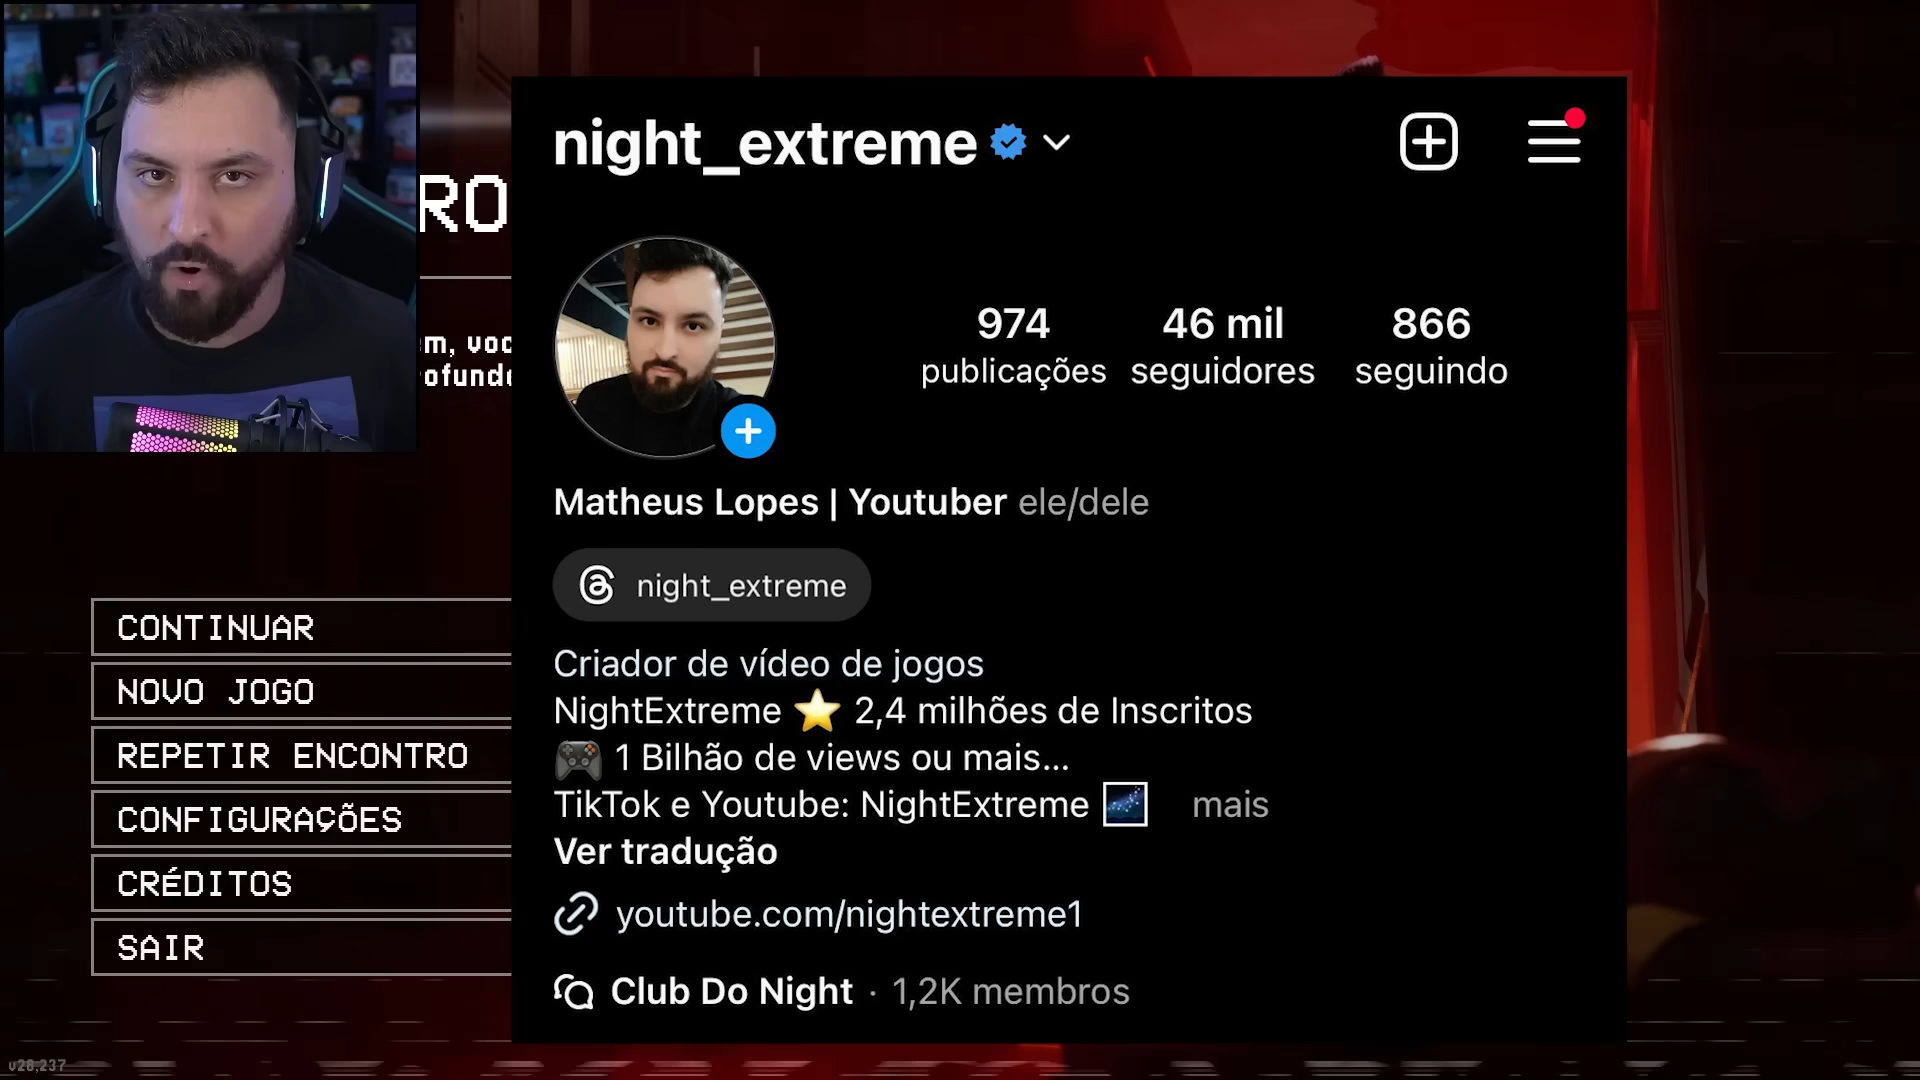 RO
m, voc
ofund
CONTINUAR
NOVO JOGO
REPETIR ENCONTRO
CONFIGURAÇÕES
CRÉDITOS
SAIR
v28,237
night_extreme
974
publicações
46 mil
seguidores
866
seguindo
Matheus Lopes | Youtuber ele/dele
night_extreme
Criador de vídeo de jogos
NightExtreme ⭐ 2,4 milhões de Inscritos
🎮 1 Bilhão de views ou mais...
TikTok e Youtube: NightExtreme 🌌 mais
Ver tradução
youtube.com/nightextreme1
Club Do Night · 1,2K membros